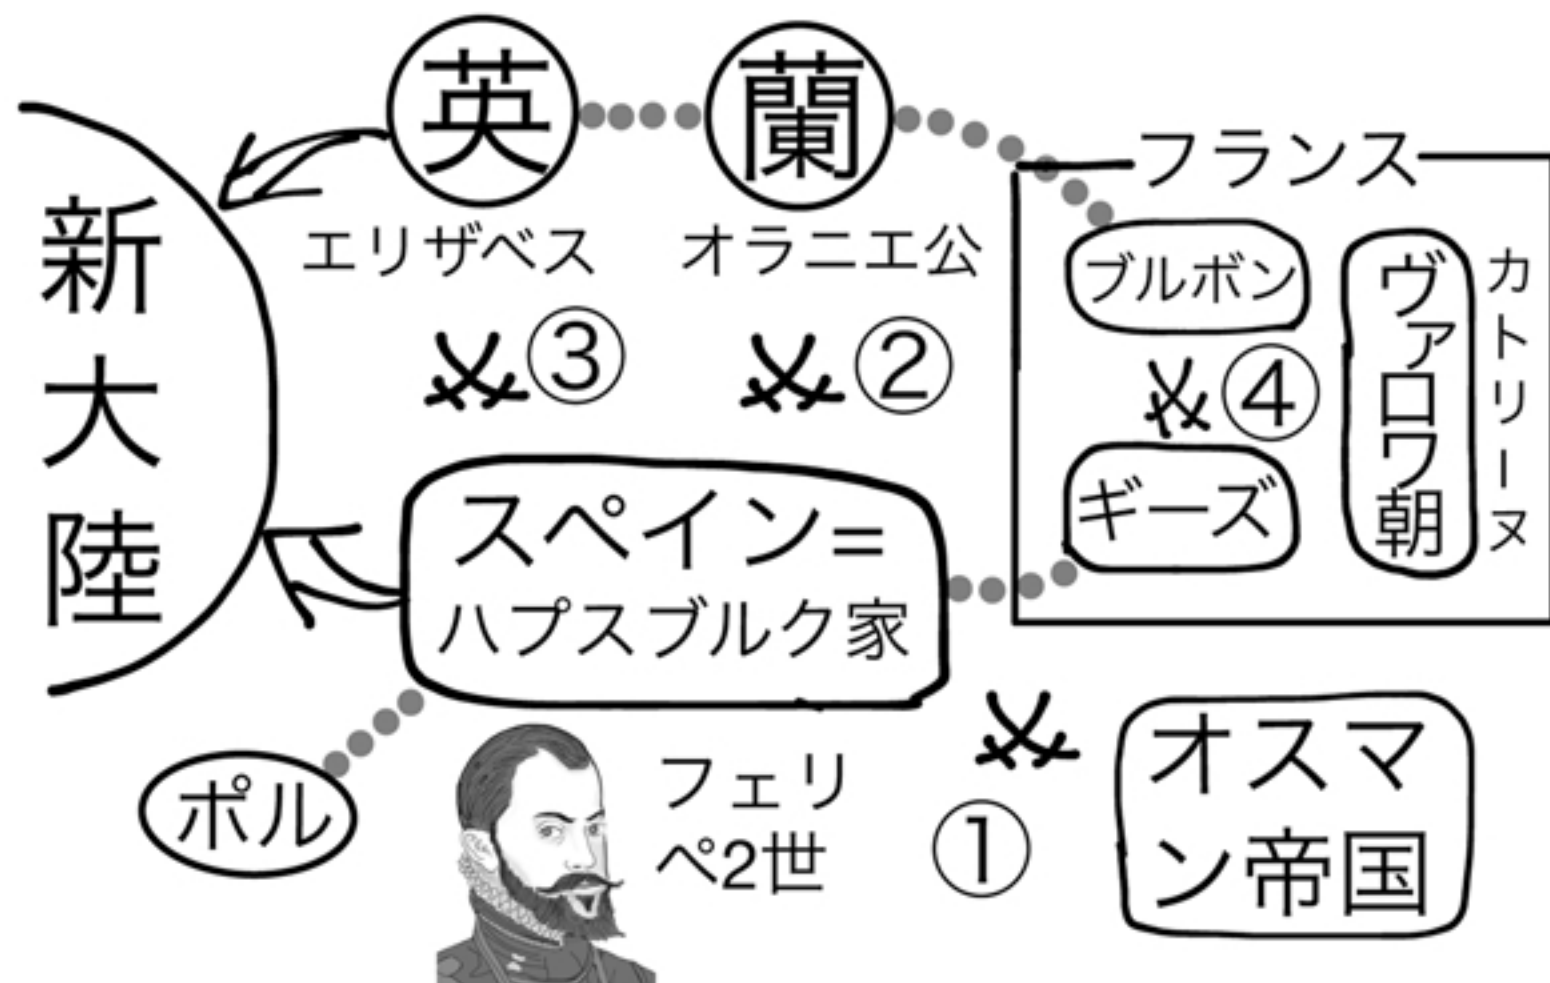 英
蘭
フランス
新大陸
エリザベス
オラニエ公
ブルボン
ヴァロワ朝
カトリーヌ
③
②
④
ギーズ
スペイン=
ハプスブルク家
ポル
フェリ
ペ2世
①
オスマ
ン帝国